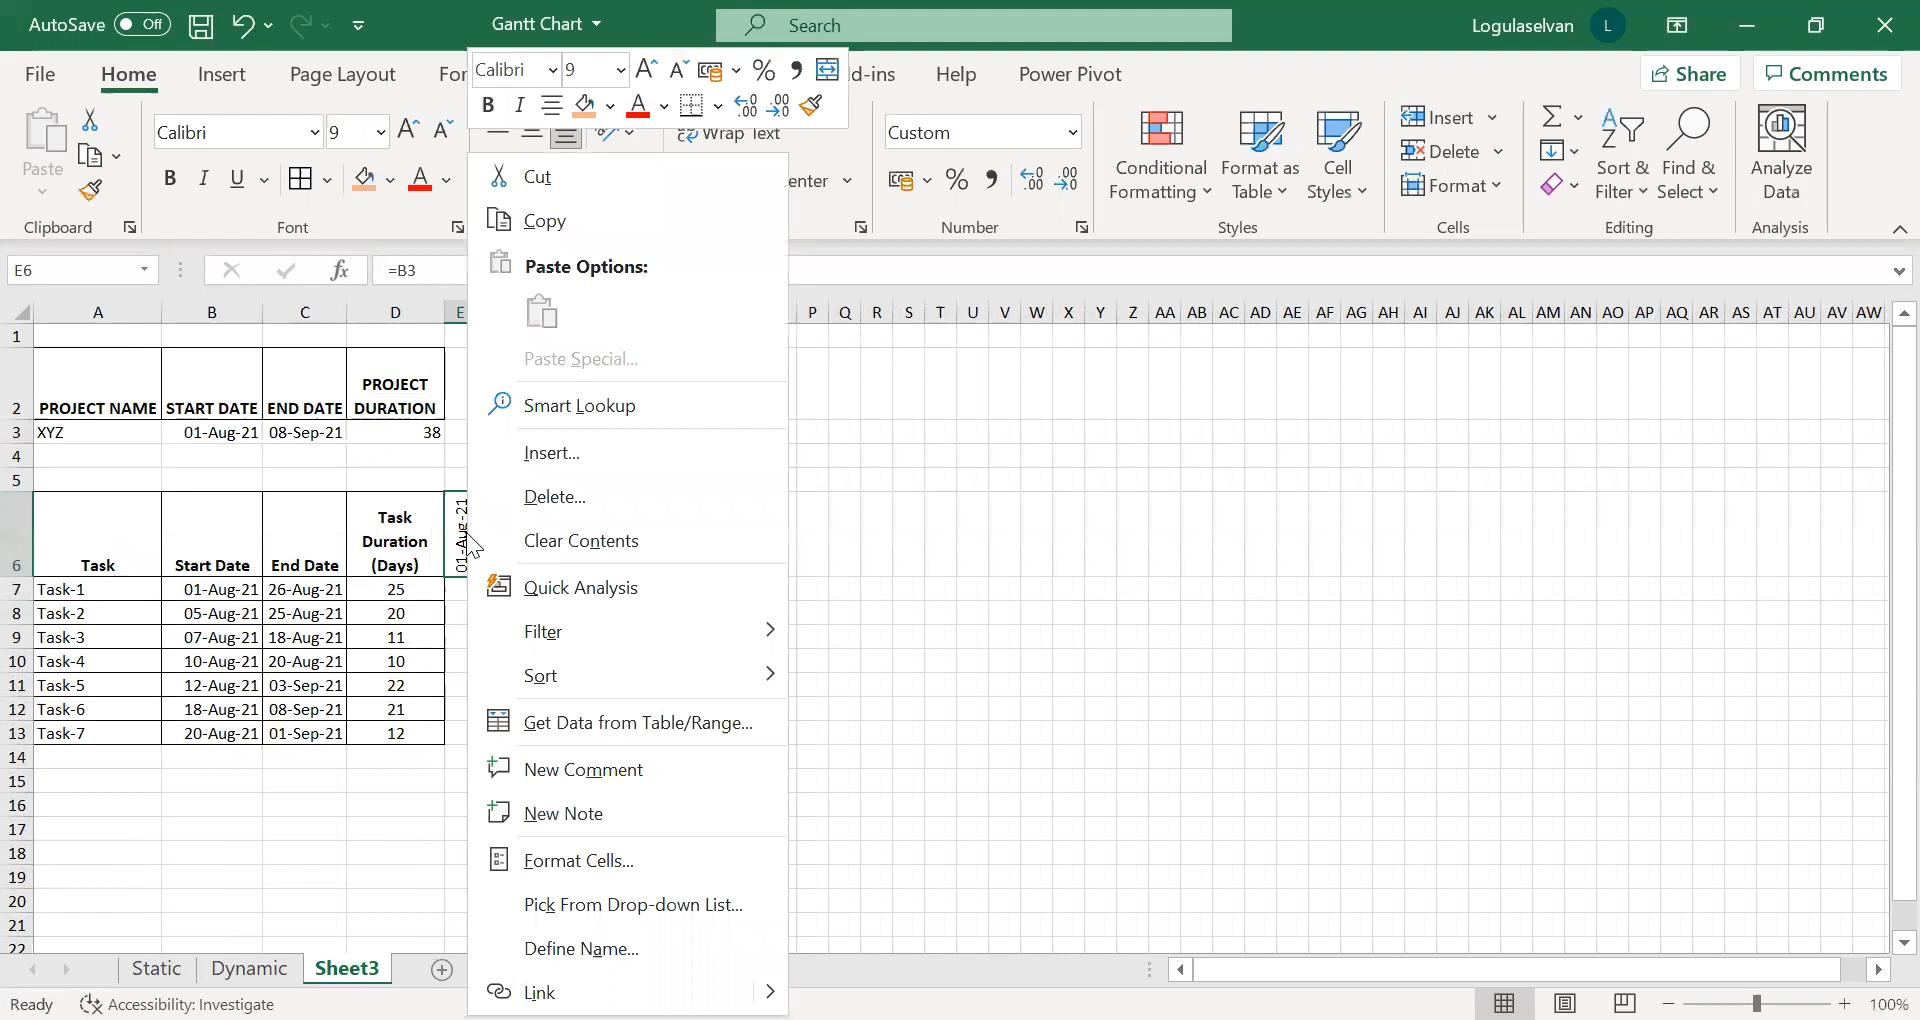 AutoSave Off Gantt Chart Search Logulaselvan L
File Home Insert Page Layout For d-ins Help Power Pivot Share Comments
Calibri 9 A A % ,
B I A .00 .00
Paste Calibri 9 A A Wrap Text Custom
B I U A enter % , .00 .00
Conditional Formatting
Format as Table
Cell Styles
Insert
Delete
Format
Sort & Filter
Find & Select
Analyze Data
Clipboard Font Number Styles Cells Editing Analysis
E6 fx =B3
A B C D E P Q R S T U V W X Y Z AA AB AC AD AE AF AG AH AI AJ AK AL AM AN AO AP AQ AR AS AT AU AV AW
1
PROJECT
2 PROJECT NAME START DATE END DATE DURATION
3 XYZ 01-Aug-21 08-Sep-21 38
4
5
Task
Duration
6 Task Start Date End Date (Days) 01-Aug-21
7 Task-1 01-Aug-21 26-Aug-21 25
8 Task-2 05-Aug-21 25-Aug-21 20
9 Task-3 07-Aug-21 18-Aug-21 11
10 Task-4 10-Aug-21 20-Aug-21 10
11 Task-5 12-Aug-21 03-Sep-21 22
12 Task-6 18-Aug-21 08-Sep-21 21
13 Task-7 20-Aug-21 01-Sep-21 12
14
15
16
17
18
19
20
21
22
Cut
Copy
Paste Options:
Paste Special...
Smart Lookup
Insert...
Delete...
Clear Contents
Quick Analysis
Filter
Sort
Get Data from Table/Range...
New Comment
New Note
Format Cells...
Pick From Drop-down List...
Define Name...
Link
Static Dynamic Sheet3
Ready Accessibility: Investigate 100%